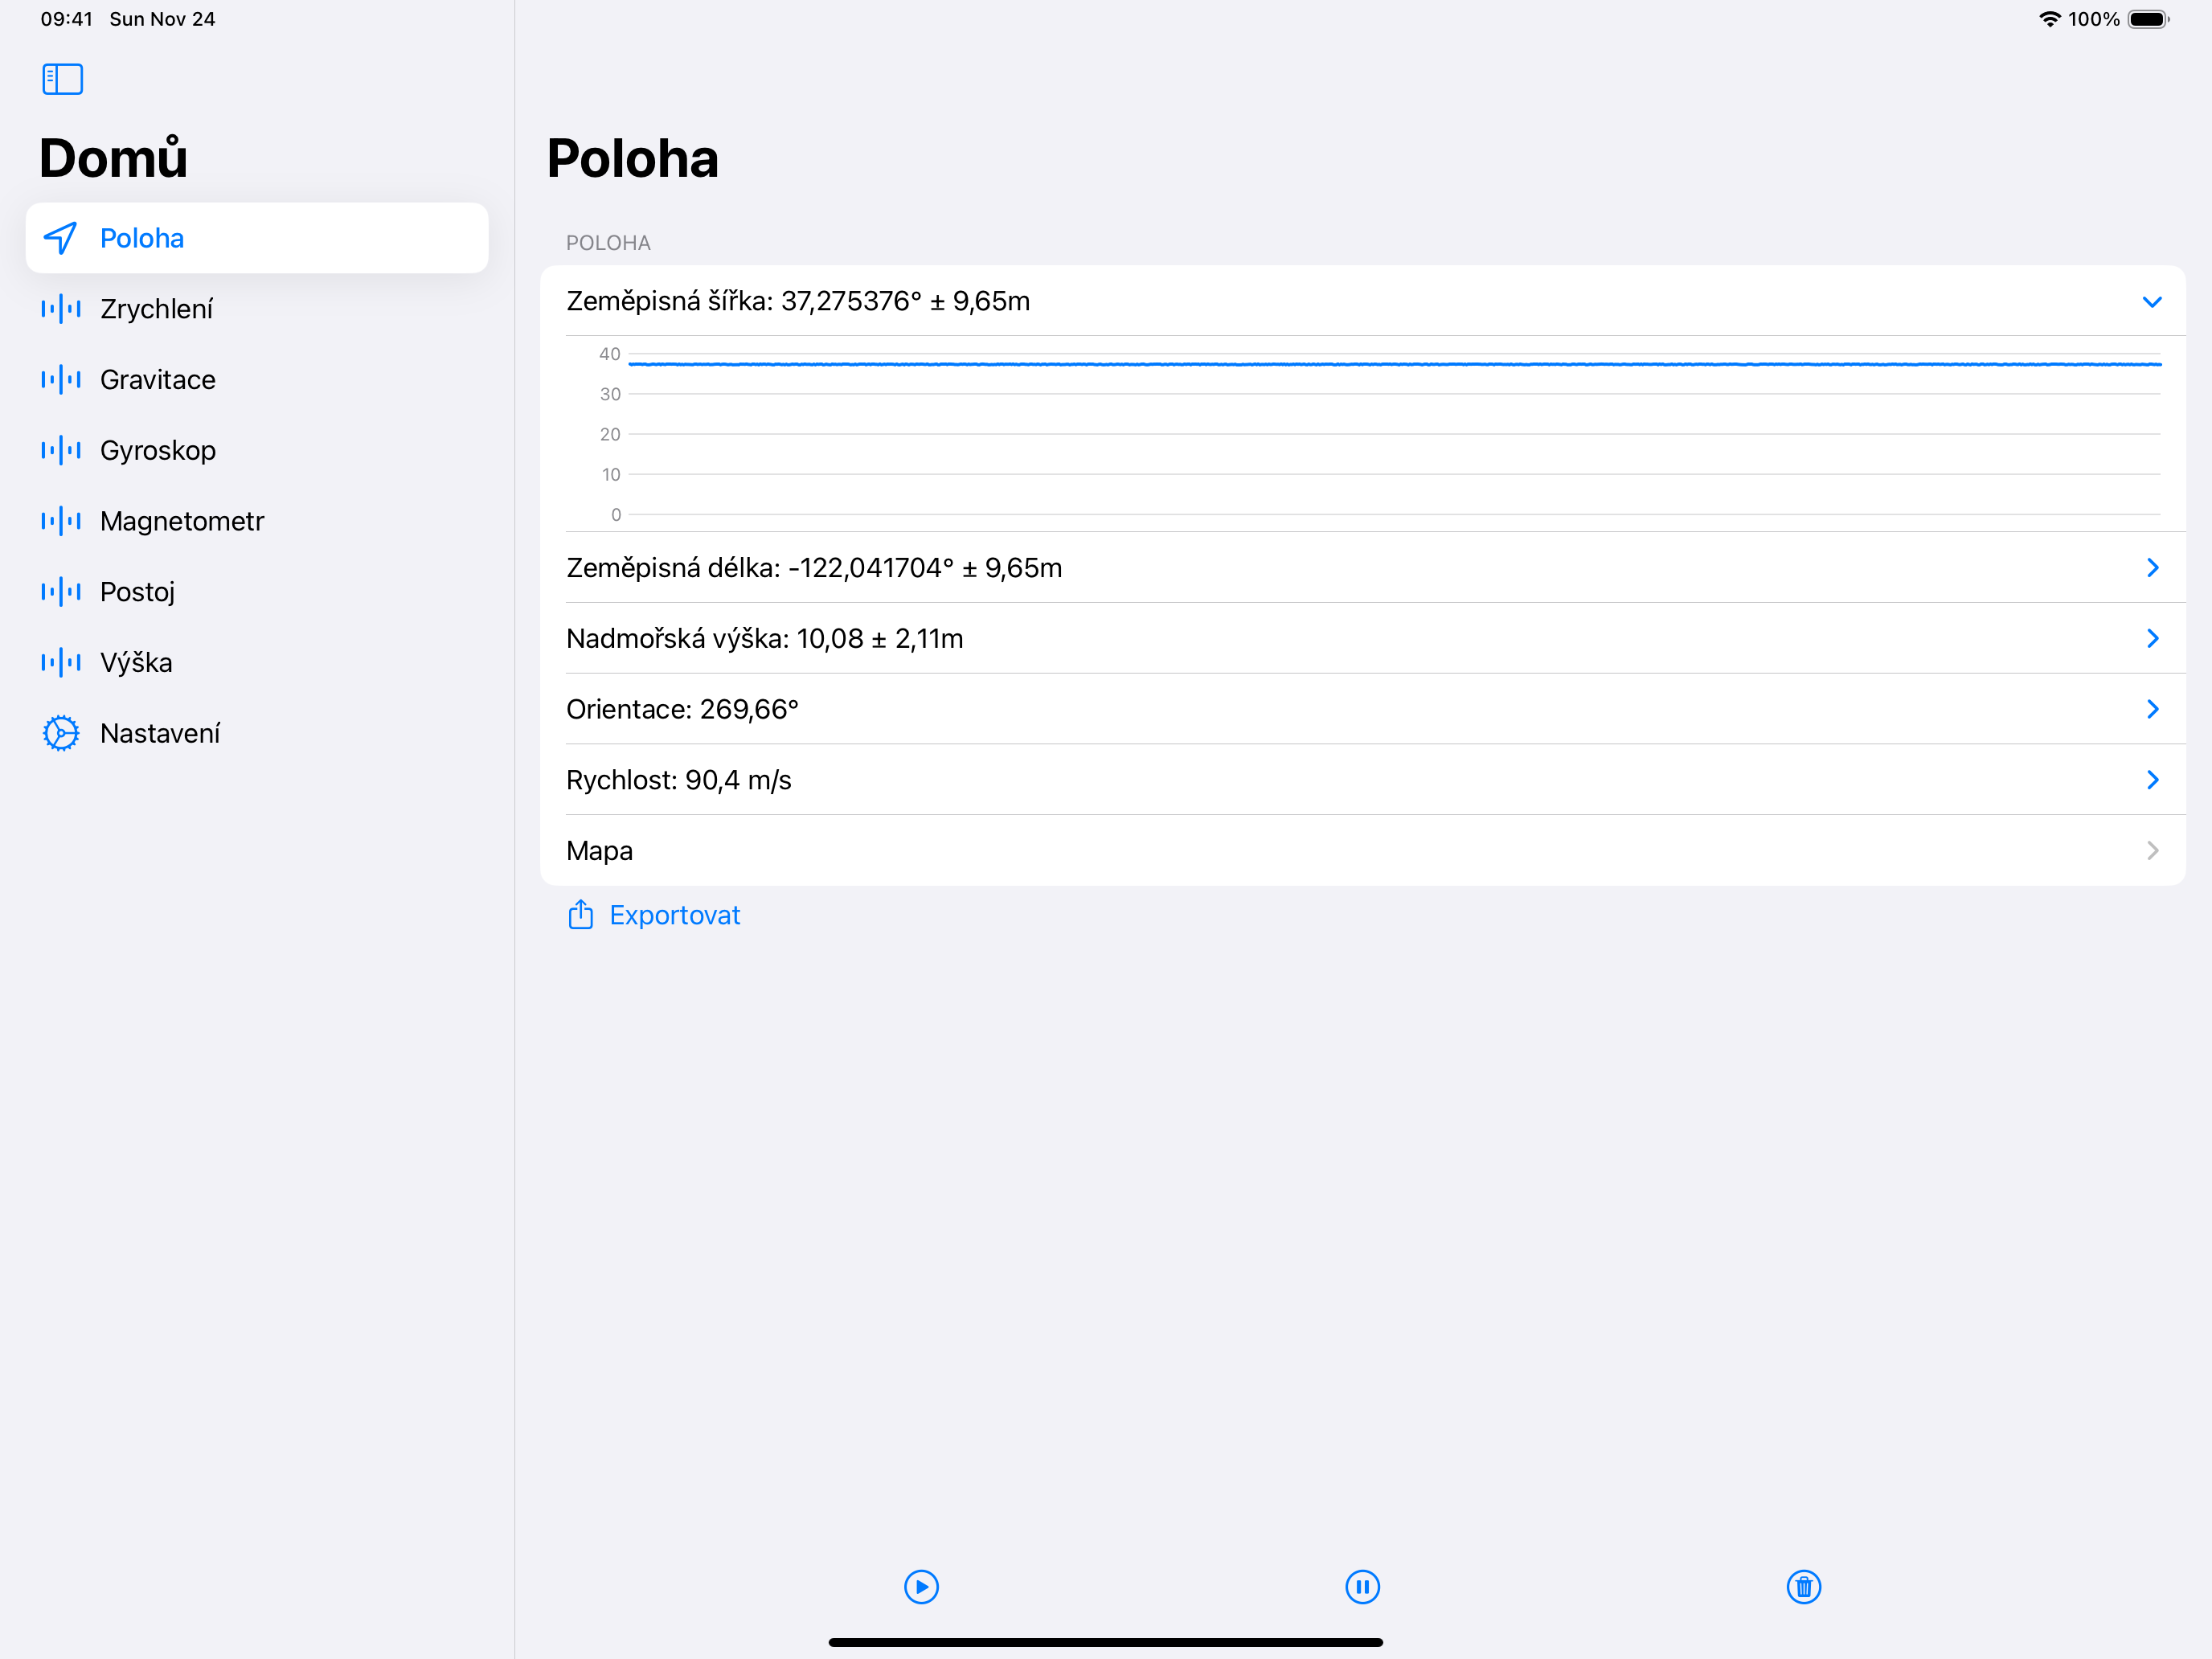 09:41 Sun Nov 24
100%
Domů
Poloha
Zrychlení
Gravitace
Gyroskop
Magnetometr
Postoj
Výška
Nastavení
Poloha
POLOHA
Zeměpisná šířka: 37,275376° ± 9,65m
40
30
20
10
0
Zeměpisná délka: -122,041704° ± 9,65m
Nadmořská výška: 10,08 ± 2,11m
Orientace: 269,66°
Rychlost: 90,4 m/s
Mapa
Exportovat